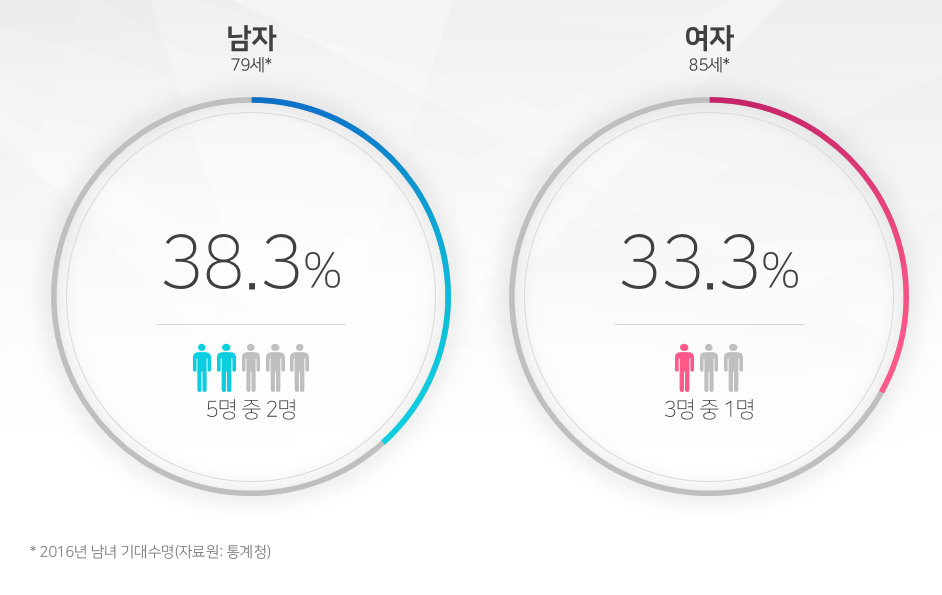 남자
79세*
38.3%
5명 중 2명
여자
85세*
33.3%
3명 중 1명
* 2016년 남녀 기대수명(자료원: 통계청)